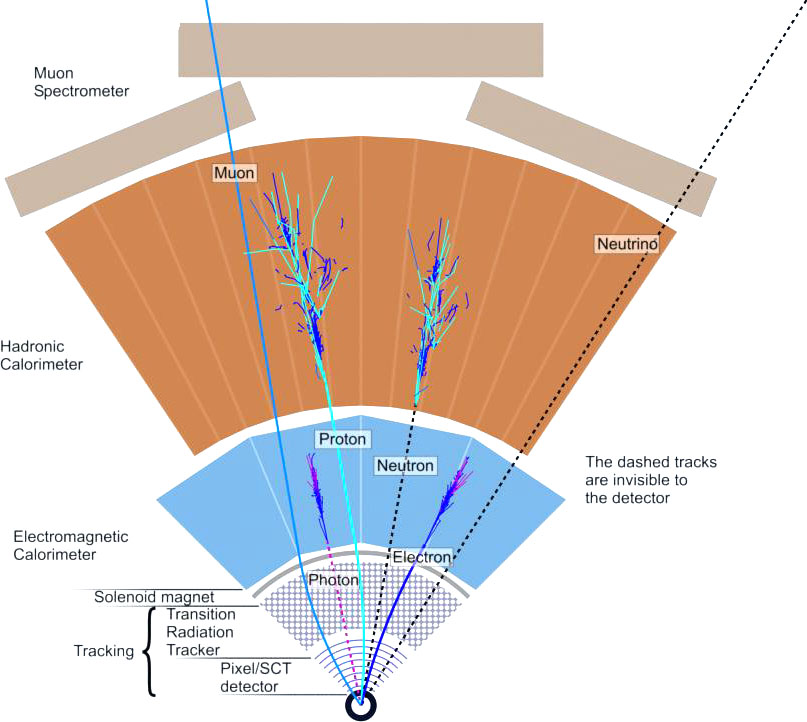 Muon
Spectrometer
Muon
Neutrino
Hadronic
Calorimeter
Proton
Neutron
The dashed tracks
are invisible to
the detector
Electromagnetic
Calorimeter
Electron
Photon
Solenoid magnet
Transition
Radiation
Tracker
Tracking
Pixel/SCT
detector